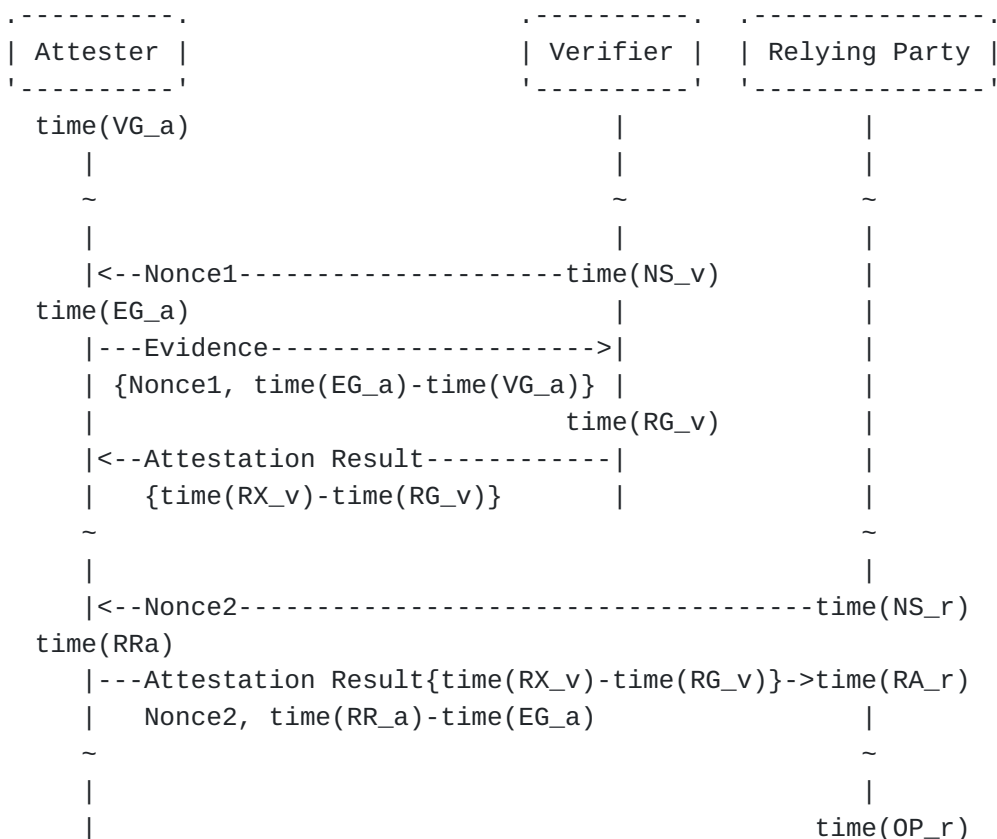 .----------.                     .----------.  .---------------.
| Attester |                     | Verifier |  | Relying Party |
'----------'                     '----------'  '---------------'
  time(VG_a)                           |               |
     |                                 |               |
     ~                                 ~               ~
     |                                 |               |
     |<--Nonce1---------------------time(NS_v)         |
  time(EG_a)                           |               |
     |---Evidence--------------------->|               |
     | {Nonce1, time(EG_a)-time(VG_a)} |               |
     |                              time(RG_v)         |
     |<--Attestation Result------------|               |
     |   {time(RX_v)-time(RG_v)}       |               |
     ~                                                 ~
     |                                                 |
     |<--Nonce2------------------------------------time(NS_r)
  time(RRa)
     |---Attestation Result{time(RX_v)-time(RG_v)}->time(RA_r)
     |   Nonce2, time(RR_a)-time(EG_a)                 |
     ~                                                 ~
     |                                                 |
     |                                              time(OP_r)